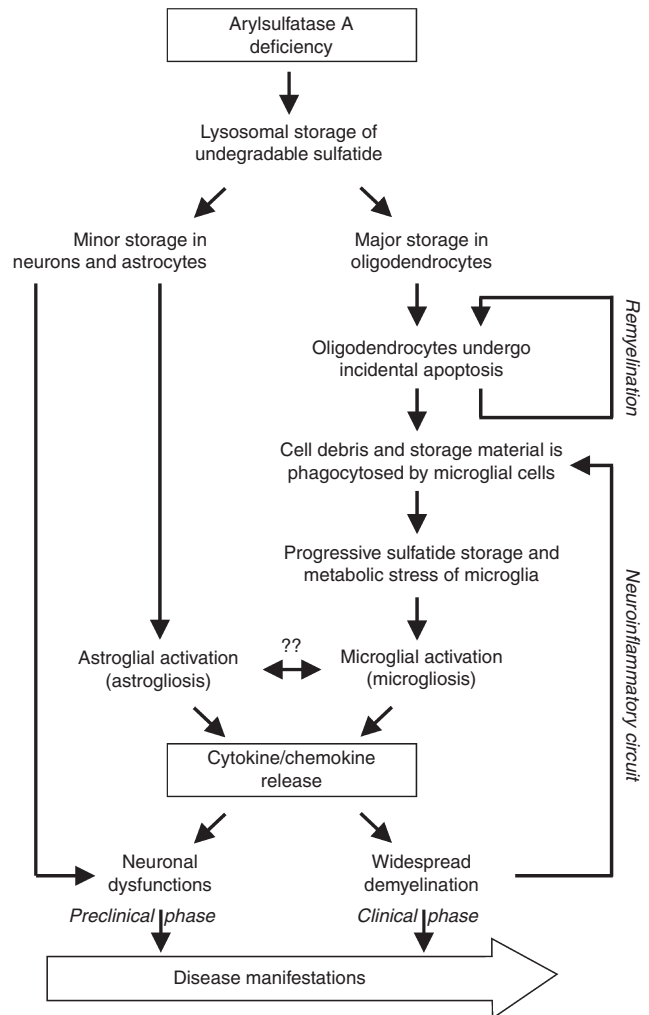 Arylsulfatase A
deficiency
Lysosomal storage of
undegradable sulfatide
Minor storage in
neurons and astrocytes
Major storage in
oligodendrocytes
Oligodendrocytes undergo
incidental apoptosis
Remyelination
Cell debris and storage material is
phagocytosed by microglial cells
Progressive sulfatide storage and
metabolic stress of microglia
Neuroinflammatory circuit
??
Astroglial activation
(astrogliosis)
Microglial activation
(microgliosis)
Cytokine/chemokine
release
Neuronal
dysfunctions
Widespread
demyelination
Preclinical phase
Clinical phase
Disease manifestations